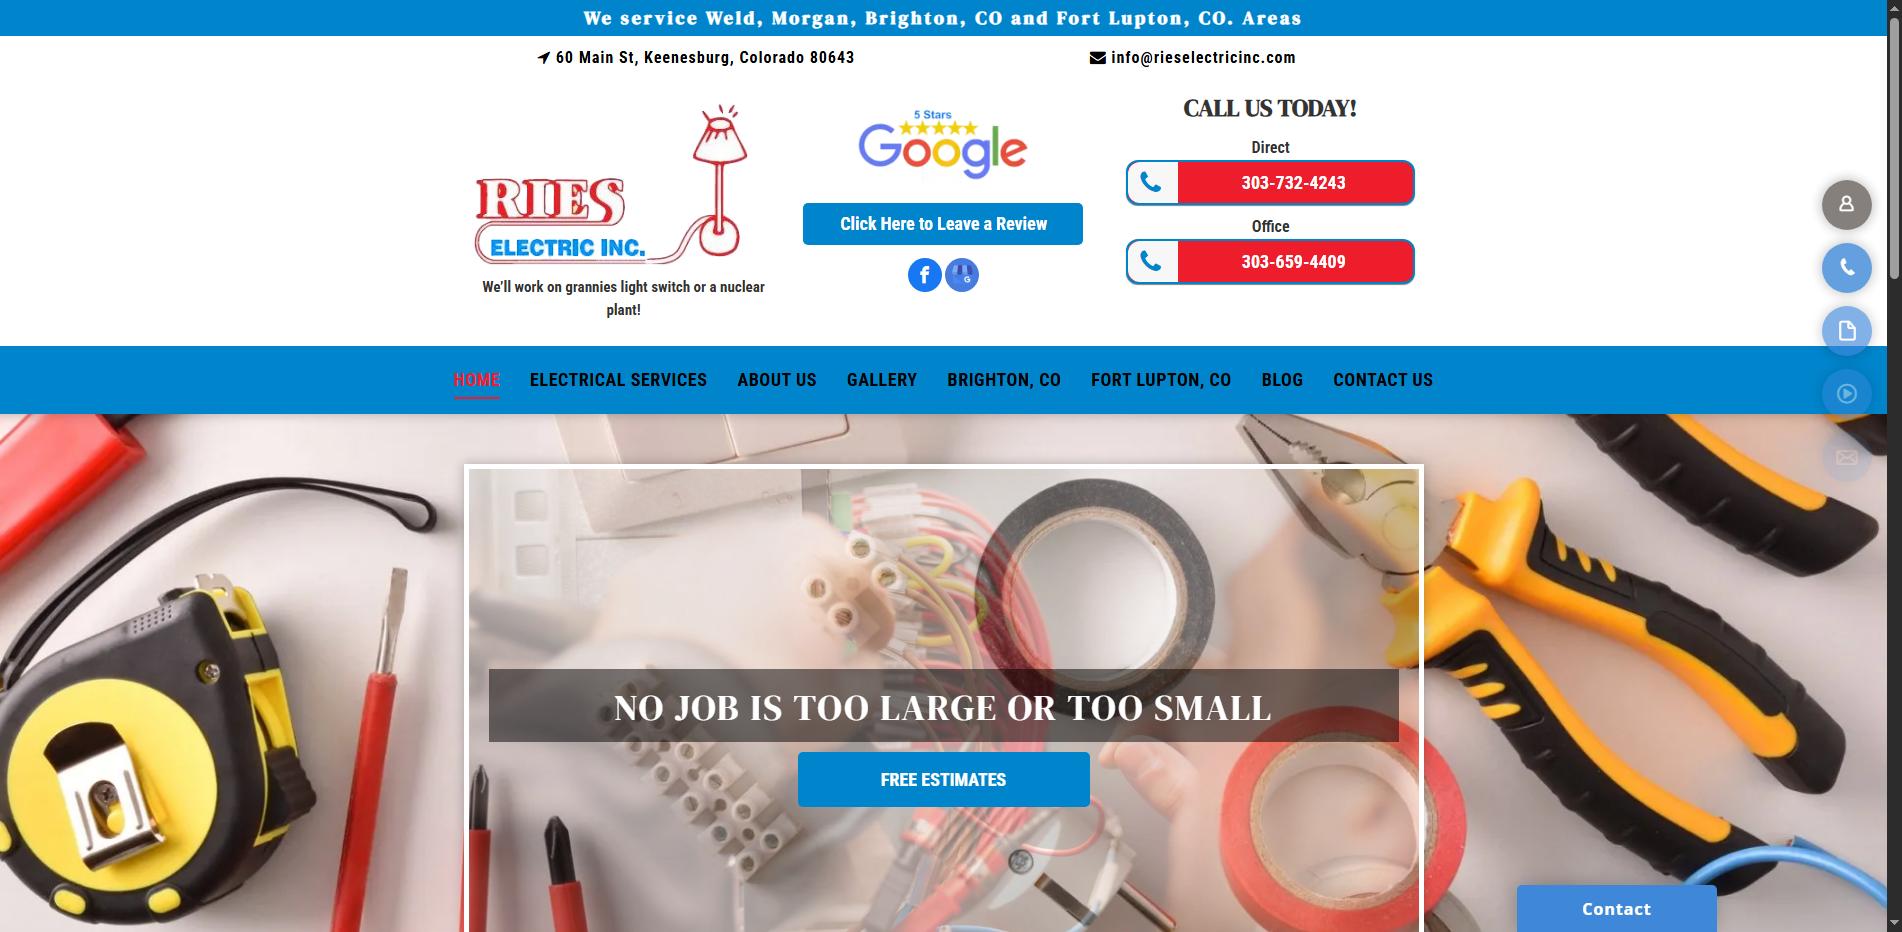 We service Weld, Morgan, Brighton, CO and Fort Lupton, CO. Areas
60 Main St, Keenesburg, Colorado 80643
info@rieselectricinc.com
RIES
ELECTRIC INC.
We'll work on grannies light switch or a nuclear
plant!
5 Stars
Google
Click Here to Leave a Review
f
G
CALL US TODAY!
Direct
303-732-4243
Office
303-659-4409
HOME ELECTRICAL SERVICES ABOUT US GALLERY BRIGHTON, CO FORT LUPTON, CO BLOG CONTACT US
NO JOB IS TOO LARGE OR TOO SMALL
FREE ESTIMATES
Contact